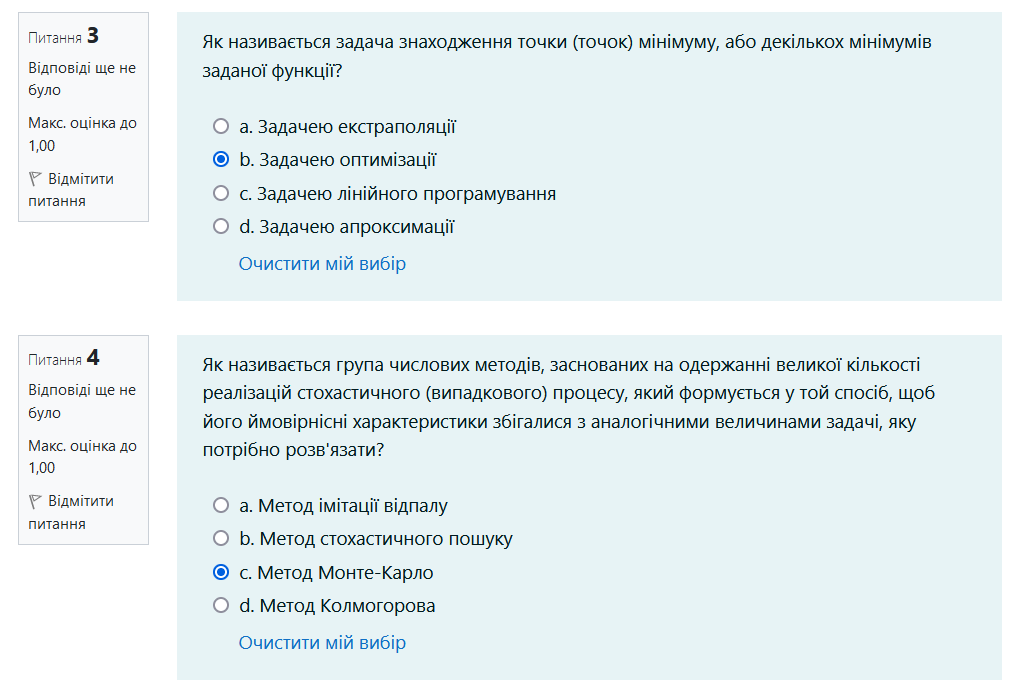 Питання 3
Відповіді ще не
було
Макс. оцінка до
1,00
Відмітити
питання
Як називається задача знаходження точки (точок) мінімуму, або декількох мінімумів
заданої функції?
a. Задачею екстраполяції
b. Задачею оптимізації
c. Задачею лінійного програмування
d. Задачею апроксимації
Очистити мій вибір
Питання 4
Відповіді ще не
було
Макс. оцінка до
1,00
Відмітити
питання
Як називається група числових методів, заснованих на одержанні великої кількості
реалізацій стохастичного (випадкового) процесу, який формується у той спосіб, щоб
його ймовірнісні характеристики збігалися з аналогічними величинами задачі, яку
потрібно розв'язати?
a. Метод імітації відпалу
b. Метод стохастичного пошуку
c. Метод Монте-Карло
d. Метод Колмогорова
Очистити мій вибір